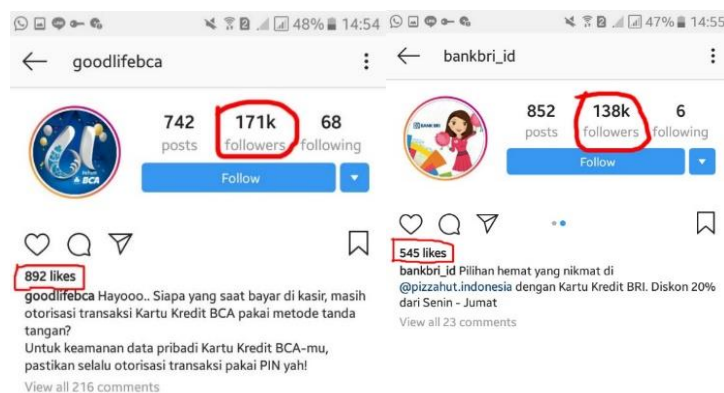 48% 14:54
goodlifebca
742 171k 68
posts followers following
Follow
BCA
892 likes
goodlifebca Hayooo.. Siapa yang saat bayar di kasir, masih
otorisasi transaksi Kartu Kredit BCA pakai metode tanda
tangan?
Untuk keamanan data pribadi Kartu Kredit BCA-mu,
pastikan selalu otorisasi transaksi pakai PIN yah!
View all 216 comments
47% 14:55
bankbri_id
852 138k 6
posts followers following
BANK BRI
Follow
545 likes
bankbri_id Pilihan hemat yang nikmat di
@pizzahut.indonesia dengan Kartu Kredit BRI. Diskon 20%
dari Senin - Jumat
View all 23 comments